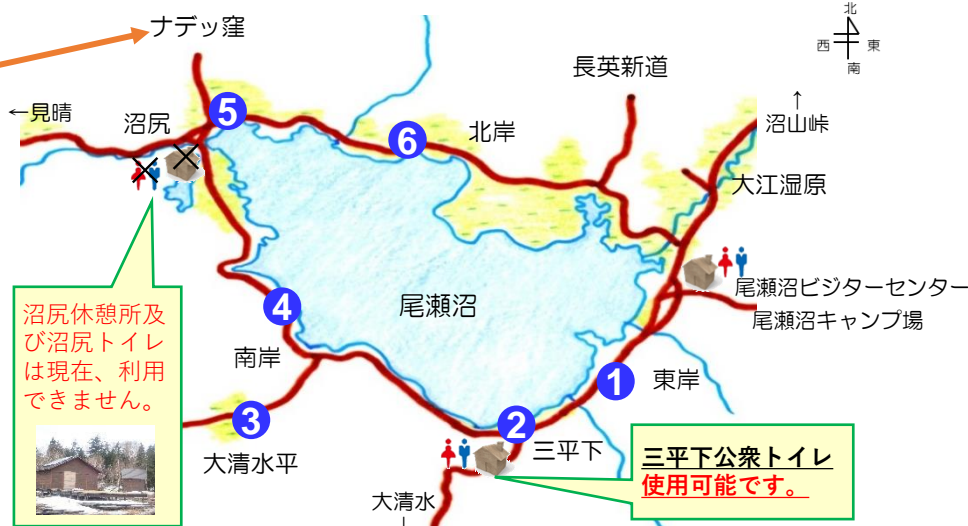 ナデッ窪
北
西 東
南
長英新道
←見晴
沼尻
5
6
北岸
↑
沼山峠
大江湿原
尾瀬沼ビジターセンター
尾瀬沼キャンプ場
沼尻休憩所及
び沼尻トイレ
は現在、利用
できません。
4
尾瀬沼
南岸
1
東岸
3
大清水平
2
三平下
三平下公衆トイレ
使用可能です。
大清水
↓